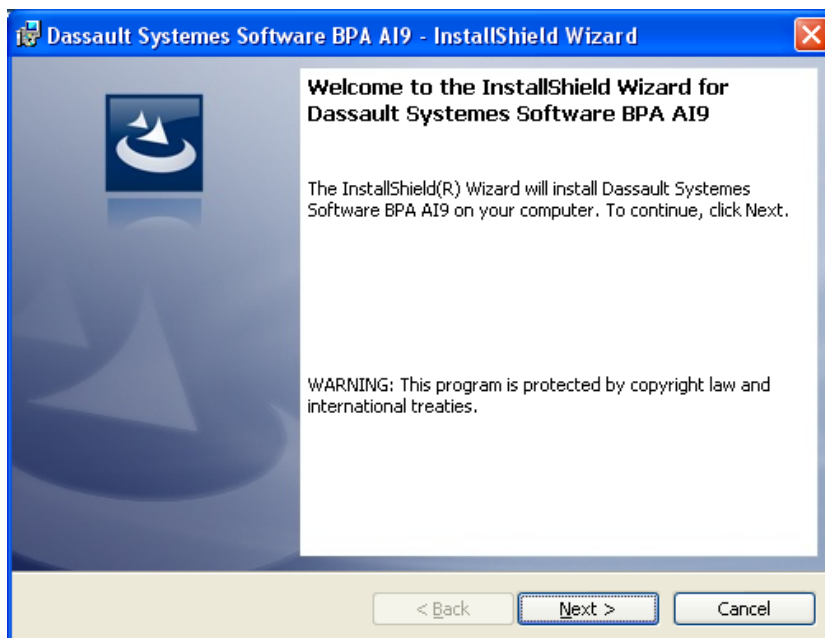 Dassault Systemes Software BPA AI9 - InstallShield Wizard
Welcome to the InstallShield Wizard for
Dassault Systemes Software BPA AI9
The InstallShield(R) Wizard will install Dassault Systemes
Software BPA AI9 on your computer. To continue, click Next.
WARNING: This program is protected by copyright law and
international treaties.
< Back Next > Cancel